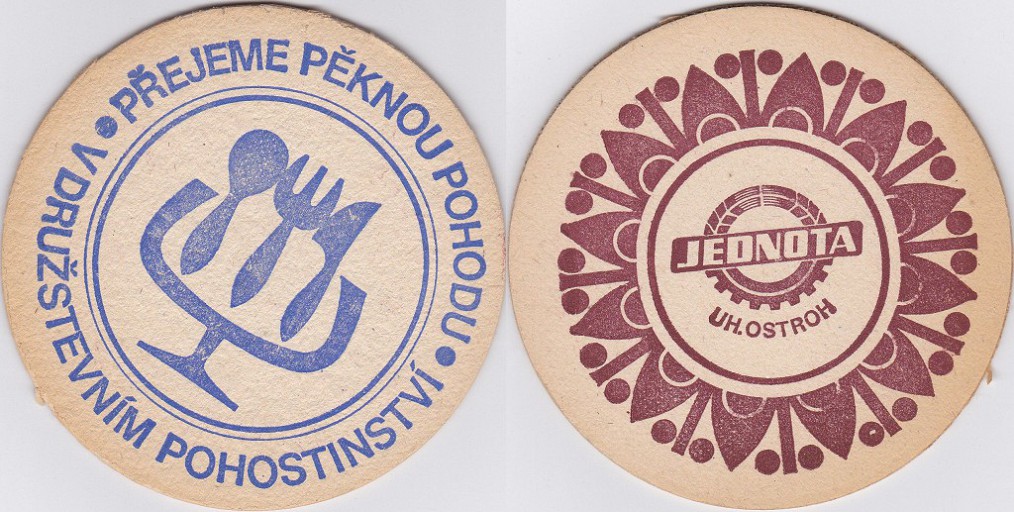 PŘEJEME PĚKNOU POHODU •
V DRUŽSTEVNÍM POHOSTINSTVÍ •
JEDNOTA
UH.OSTROH